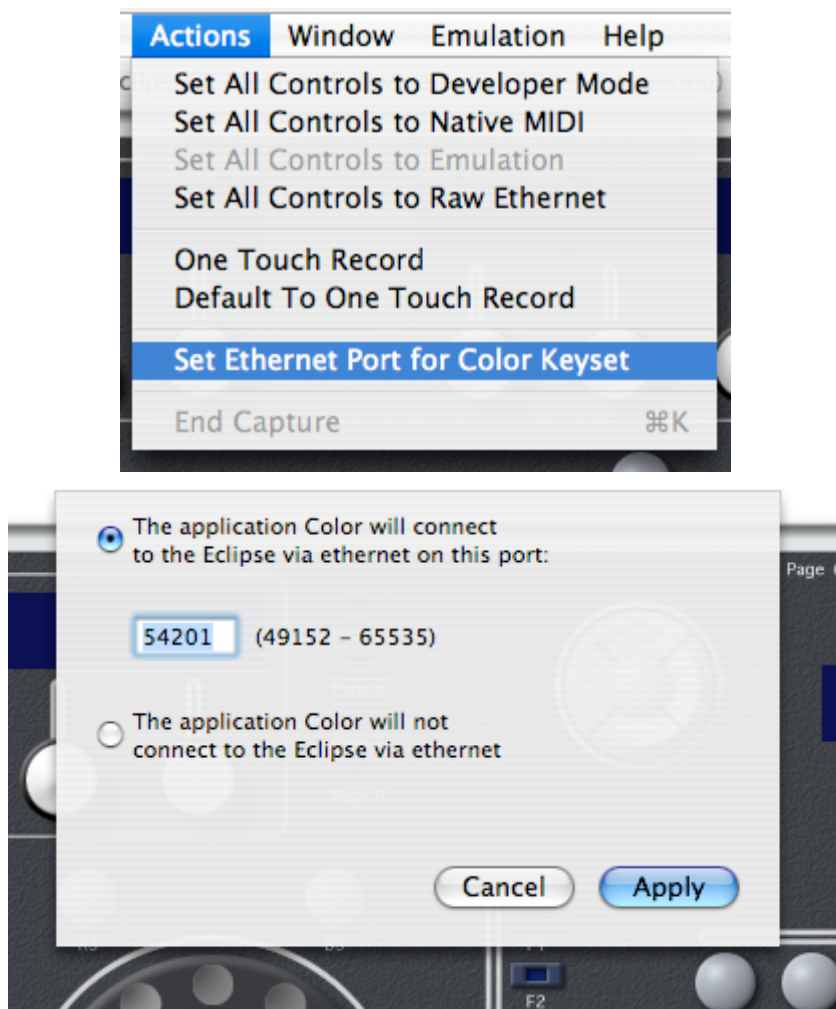 Actions Window Emulation Help
Set All Controls to Developer Mode
Set All Controls to Native MIDI
Set All Controls to Emulation
Set All Controls to Raw Ethernet
One Touch Record
Default To One Touch Record
Set Ethernet Port for Color Keyset
End Capture ⌘K
The application Color will connect
to the Eclipse via ethernet on this port:
Page
54201 (49152 – 65535)
The application Color will not
connect to the Eclipse via ethernet
Page 8
Cancel Apply
F2